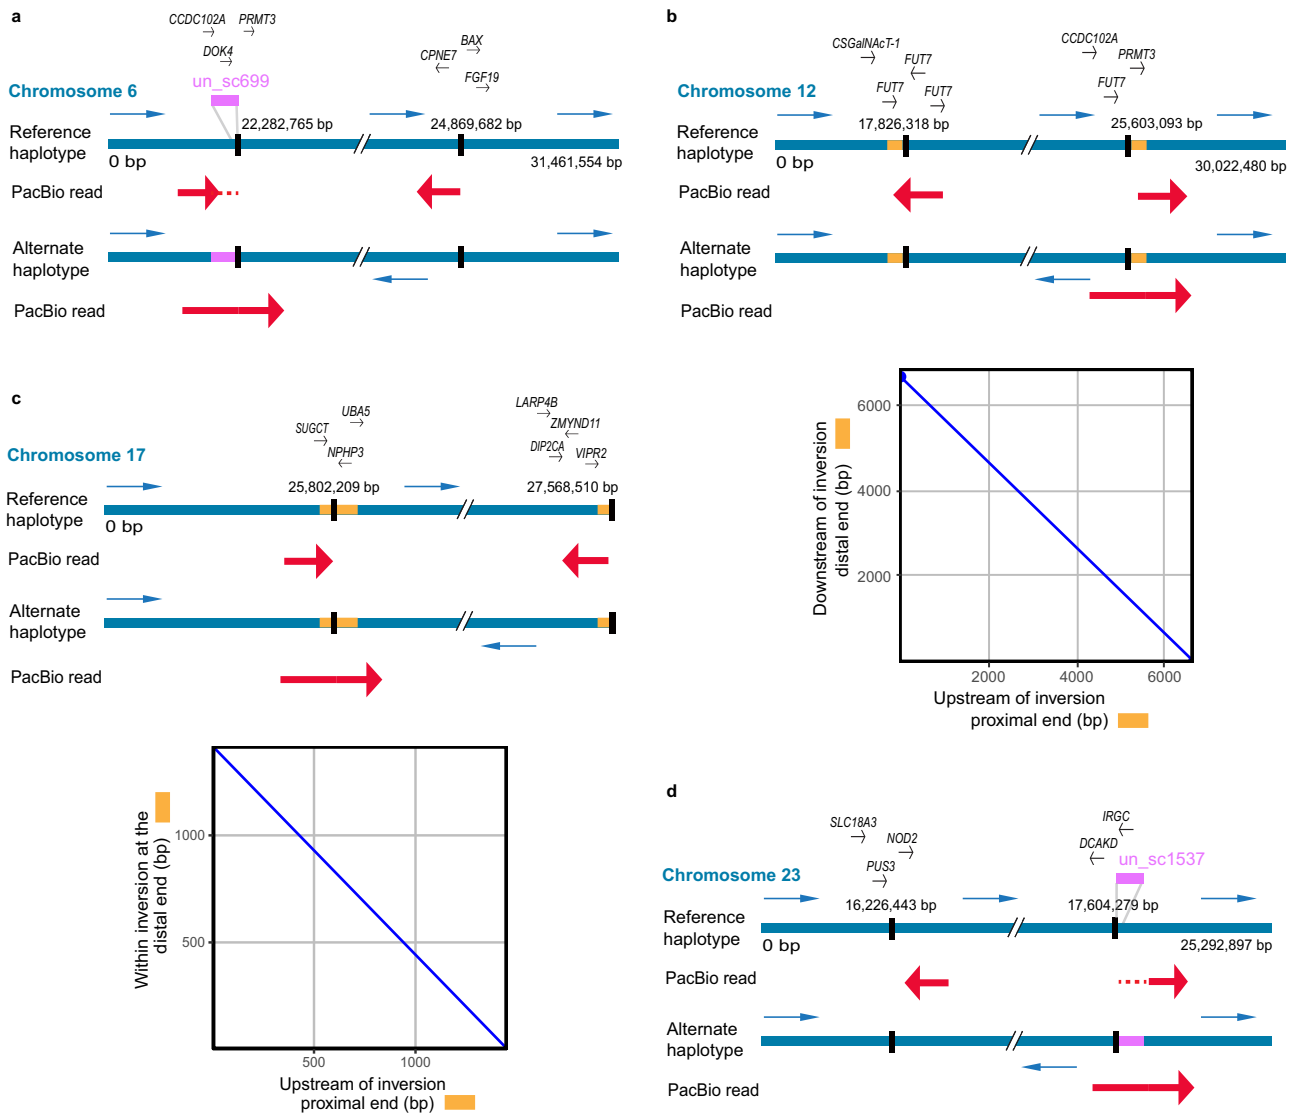 a
CCDC102A
PRMT3
DOK4
un_sc699
CPNE7
BAX
FGF19
Chromosome 6
22,282,765 bp
24,869,682 bp
Reference
haplotype
0 bp
31,461,554 bp
PacBio read
Alternate
haplotype
PacBio read
b
CSGalNAcT-1
FUT7
FUT7
FUT7
CCDC102A
PRMT3
FUT7
Chromosome 12
17,826,318 bp
25,603,093 bp
Reference
haplotype
0 bp
30,022,480 bp
PacBio read
Alternate
haplotype
PacBio read
6000
4000
2000
Downstream of inversion
distal end (bp)
2000
4000
6000
Upstream of inversion
proximal end (bp)
c
SUGCT
UBA5
NPHP3
LARP4B
ZMYND11
DIP2CA
VIPR2
Chromosome 17
25,802,209 bp
27,568,510 bp
Reference
haplotype
0 bp
PacBio read
Alternate
haplotype
PacBio read
1000
500
Within inversion at the
distal end (bp)
500
1000
Upstream of inversion
proximal end (bp)
d
SLC18A3
NOD2
PUS3
IRGC
DCAKD
un_sc1537
Chromosome 23
16,226,443 bp
17,604,279 bp
Reference
haplotype
0 bp
25,292,897 bp
PacBio read
Alternate
haplotype
PacBio read